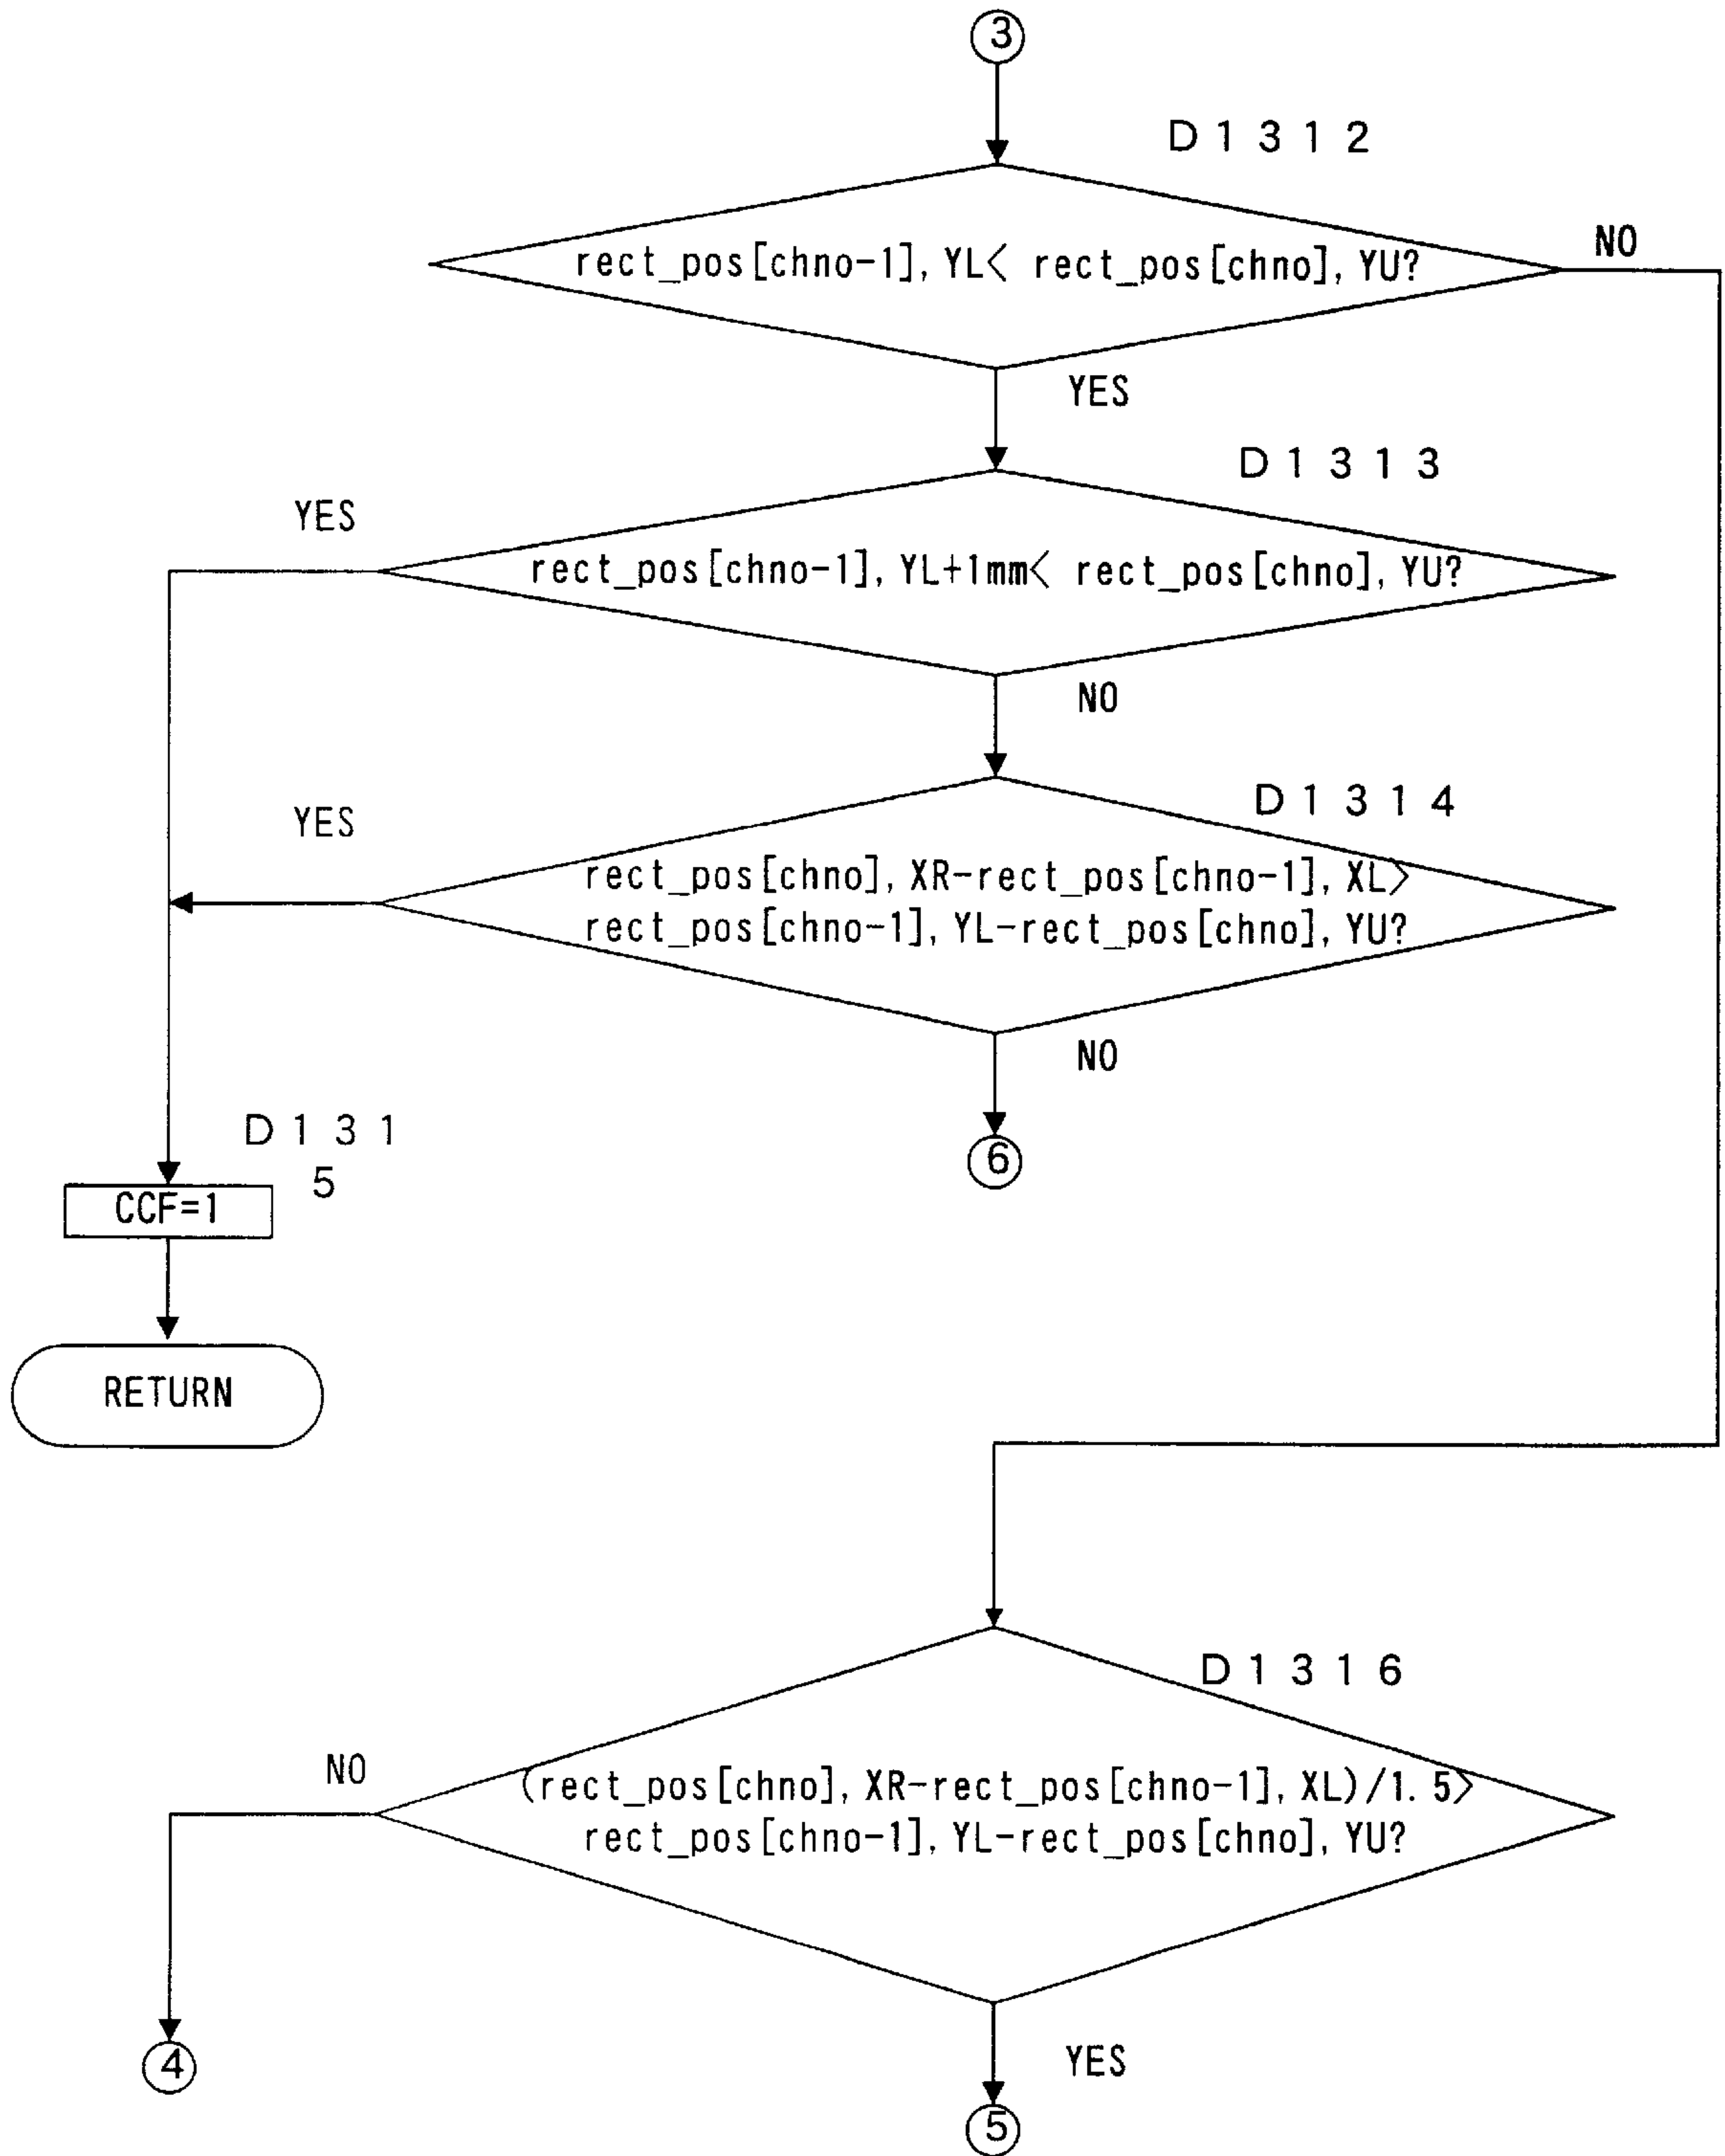 ③
D1312
rect_pos[chno-1], YL< rect_pos[chno], YU?
NO
YES
D1313
YES
rect_pos[chno-1], YL+1mm< rect_pos[chno], YU?
NO
D1314
YES
rect_pos[chno], XR-rect_pos[chno-1], XL>
rect_pos[chno-1], YL-rect_pos[chno], YU?
NO
⑥
D131
5
CCF=1
RETURN
D1316
NO
(rect_pos[chno], XR-rect_pos[chno-1], XL)/1.5>
rect_pos[chno-1], YL-rect_pos[chno], YU?
④
YES
⑤